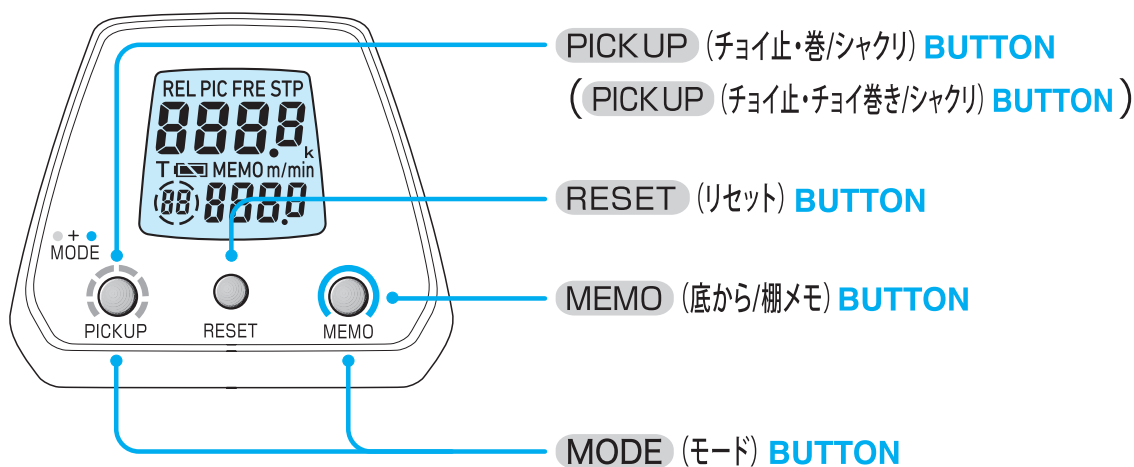 PICKUP (チョイ止・巻/シャクリ) BUTTON
(PICKUP (チョイ止・チョイ巻き/シャクリ) BUTTON)
REL PIC FRE STP
888.8 k
T MEMO m/min
88 888.0
RESET (リセット) BUTTON
+
MODE
MEMO (底から/棚メモ) BUTTON
PICKUP RESET MEMO
MODE (モード) BUTTON